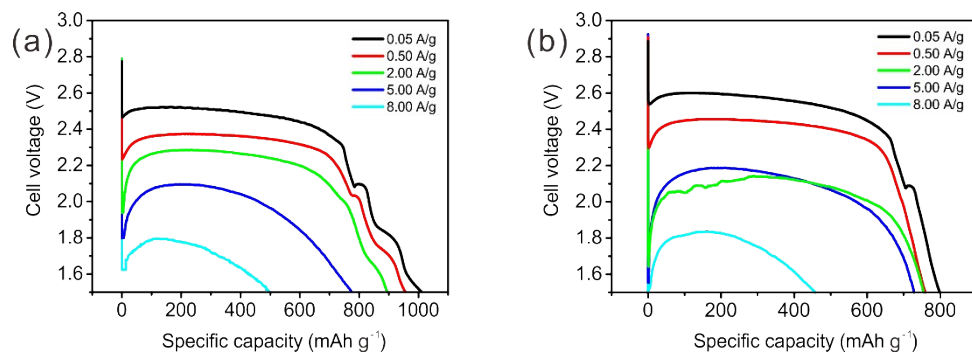 (a)
3.0
2.8
2.6
2.4
2.2
2.0
1.8
1.6
Cell voltage (V)
0.05 A/g
0.50 A/g
2.00 A/g
5.00 A/g
8.00 A/g
0 200 400 600 800 1000
Specific capacity (mAh g⁻¹)
(b)
3.0
2.8
2.6
2.4
2.2
2.0
1.8
1.6
Cell voltage (V)
0.05 A/g
0.50 A/g
2.00 A/g
5.00 A/g
8.00 A/g
0 200 400 600 800
Specific capacity (mAh g⁻¹)